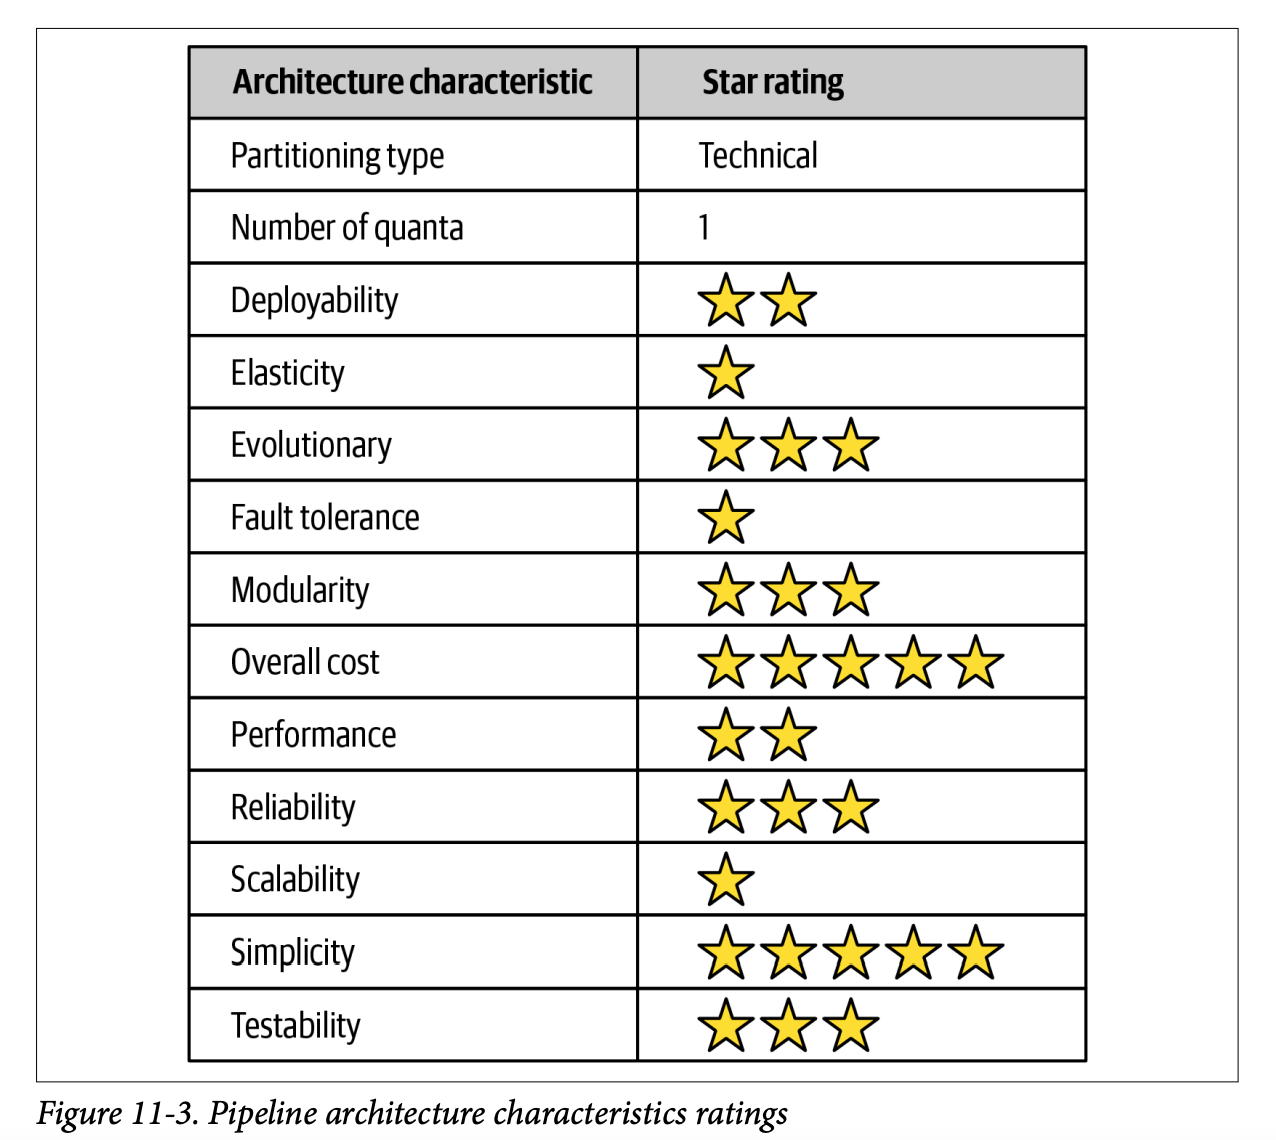 Architecture characteristic Star rating
Partitioning type Technical
Number of quanta 1
Deployability
Elasticity
Evolutionary
Fault tolerance
Modularity
Overall cost
Performance
Reliability
Scalability
Simplicity
Testability
Figure 11-3. Pipeline architecture characteristics ratings